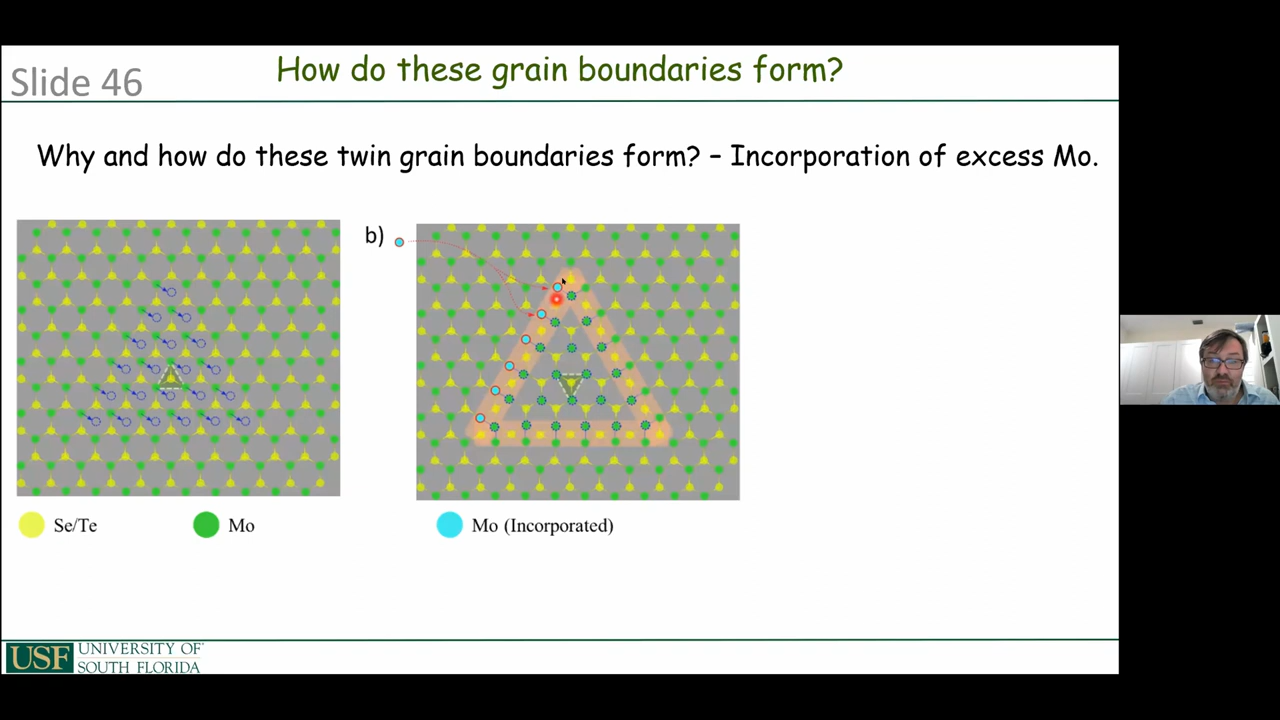 Slide 46
How do these grain boundaries form?
Why and how do these twin grain boundaries form? – Incorporation of excess Mo.
b)
Se/Te
Mo
Mo (Incorporated)
USF UNIVERSITY OF
SOUTH FLORIDA